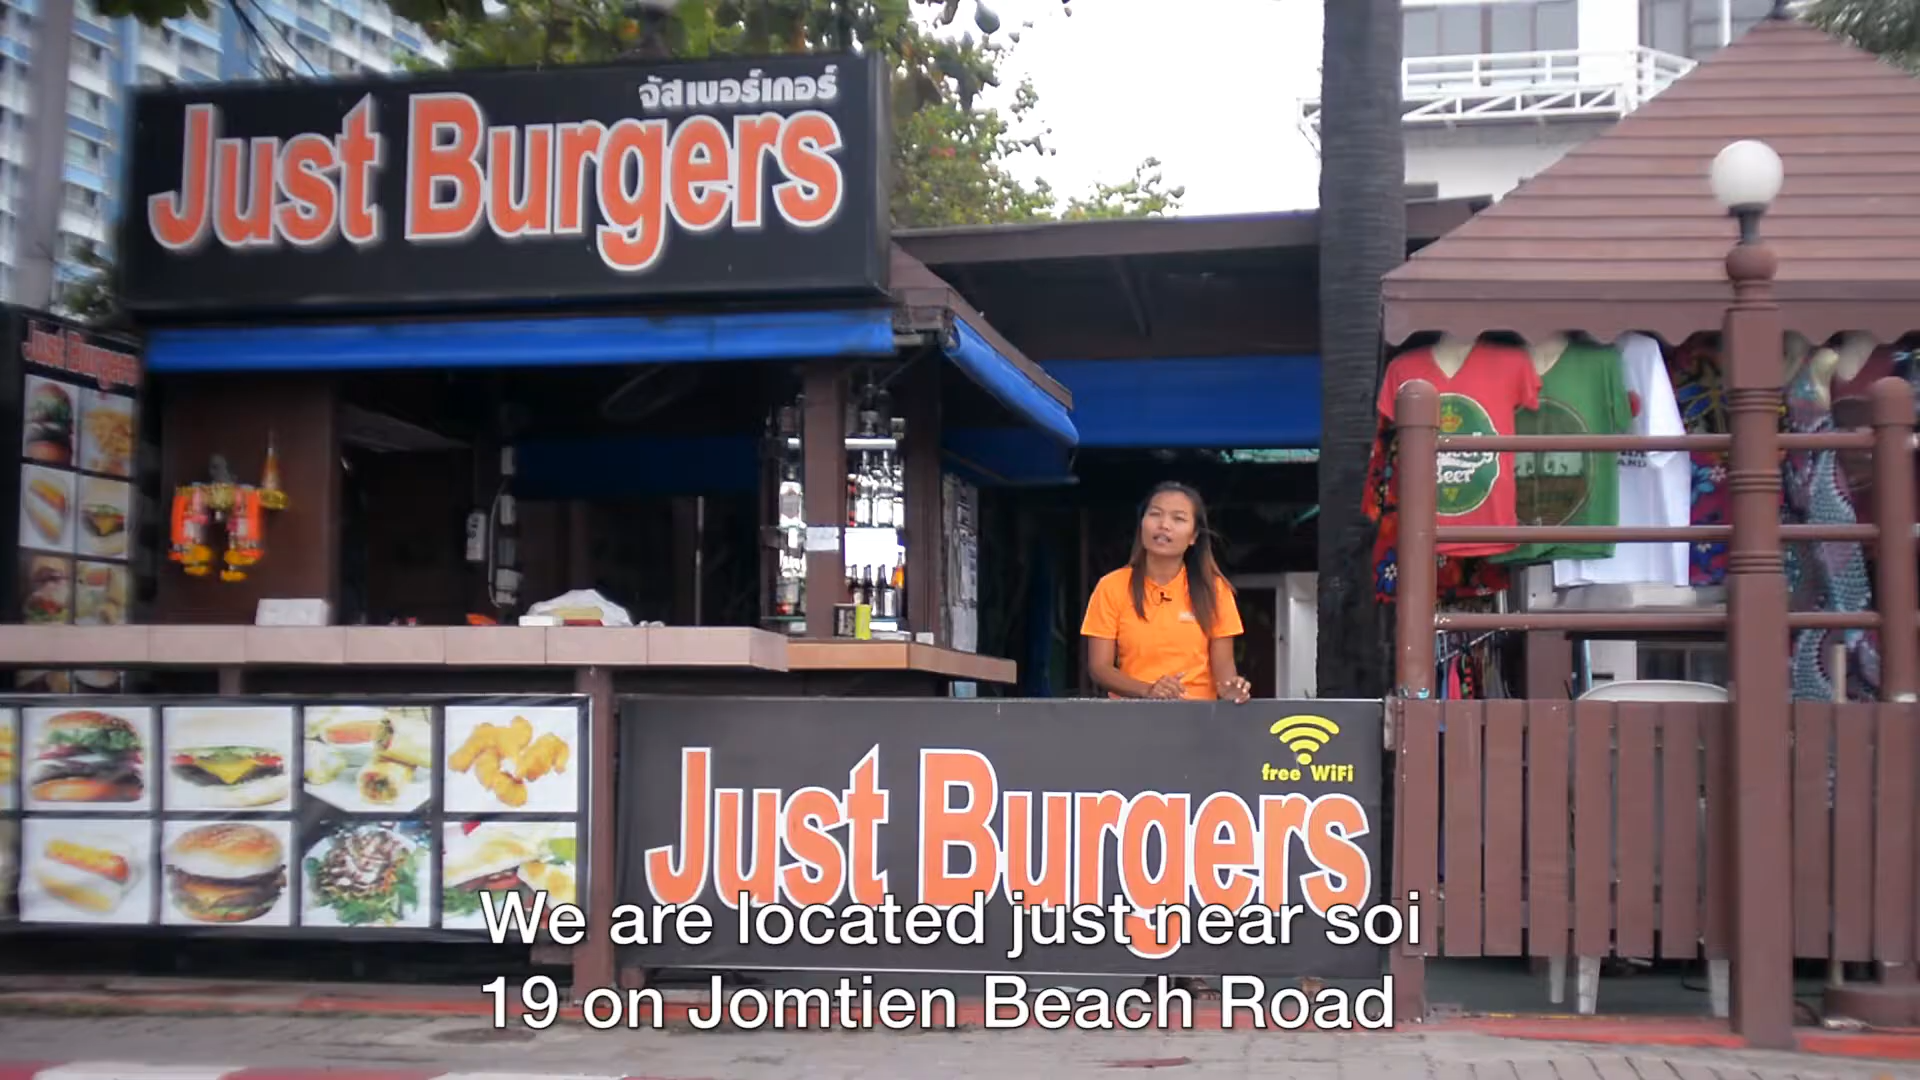 จัสเบอร์เกอร์
Just Burgers
Just Burgers
Beer
free WiFi
Just Burgers
We are located just near soi
19 on Jomtien Beach Road